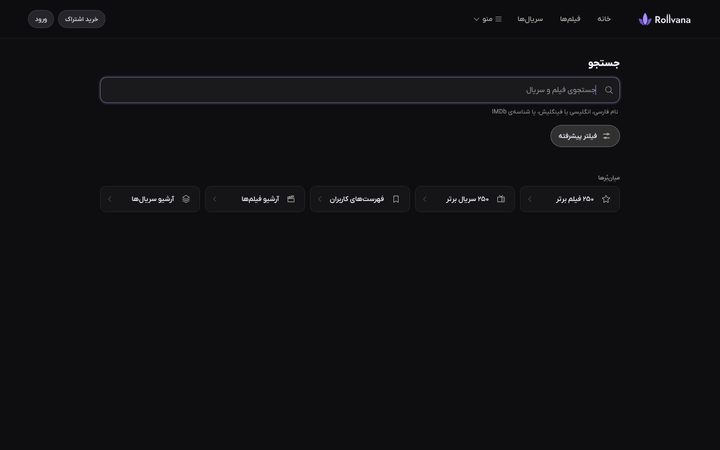 Rollvana
خانه
فیلم‌ها
سریال‌ها
منو
خرید اشتراک
ورود
جستجو
جستجوی فیلم و سریال
نام فارسی، انگلیسی یا فینگلیش، یا شناسه‌ی IMDb
فیلتر پیشرفته
میان‌بُرها
۲۵۰ فیلم برتر
۲۵۰ سریال برتر
فهرست‌های کاربران
آرشیو فیلم‌ها
آرشیو سریال‌ها